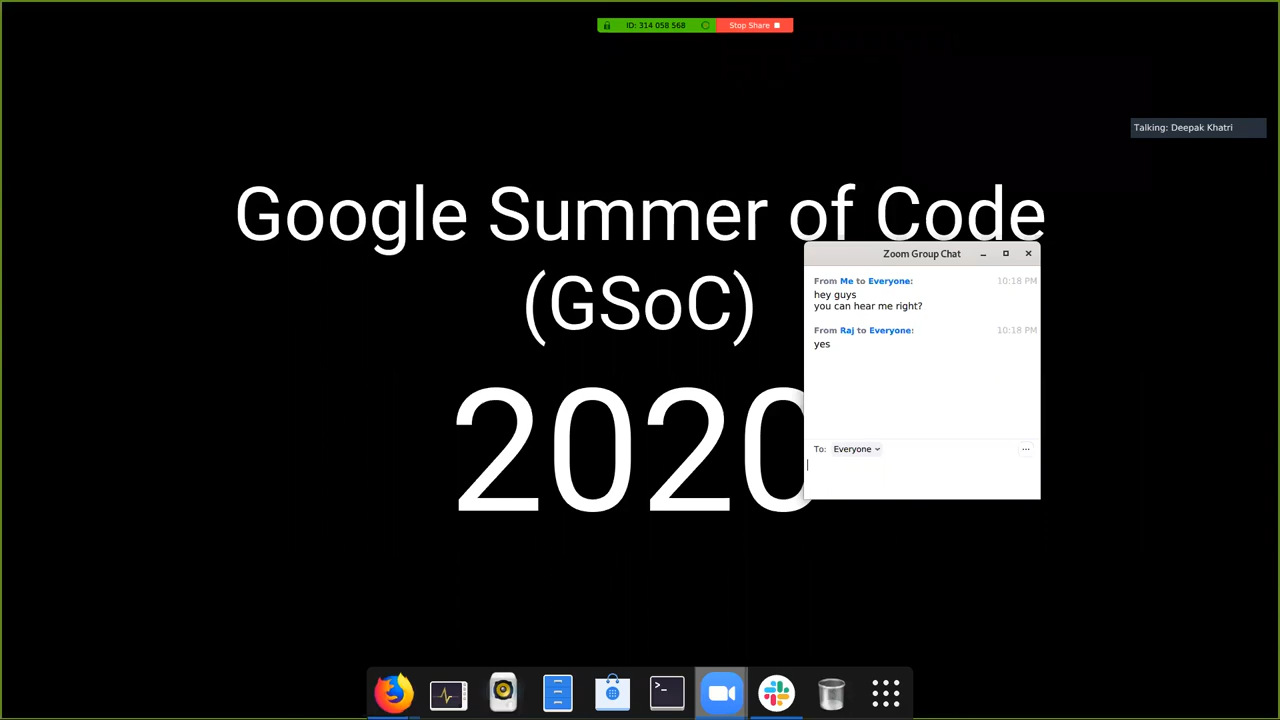 ID: 314 058 568 Stop Share
Talking: Deepak Khatri
Google Summer of Code
(GSoC)
2020
Zoom Group Chat
From Me to Everyone: 10:18 PM
hey guys
you can hear me right?
From Raj to Everyone: 10:18 PM
yes
To: Everyone